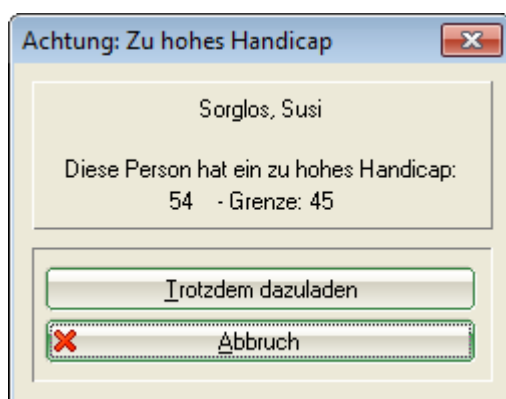 Achtung: Zu hohes Handicap
Sorglos, Susi
Diese Person hat ein zu hohes Handicap:
54 - Grenze: 45
Trotzdem dazuladen
Abbruch